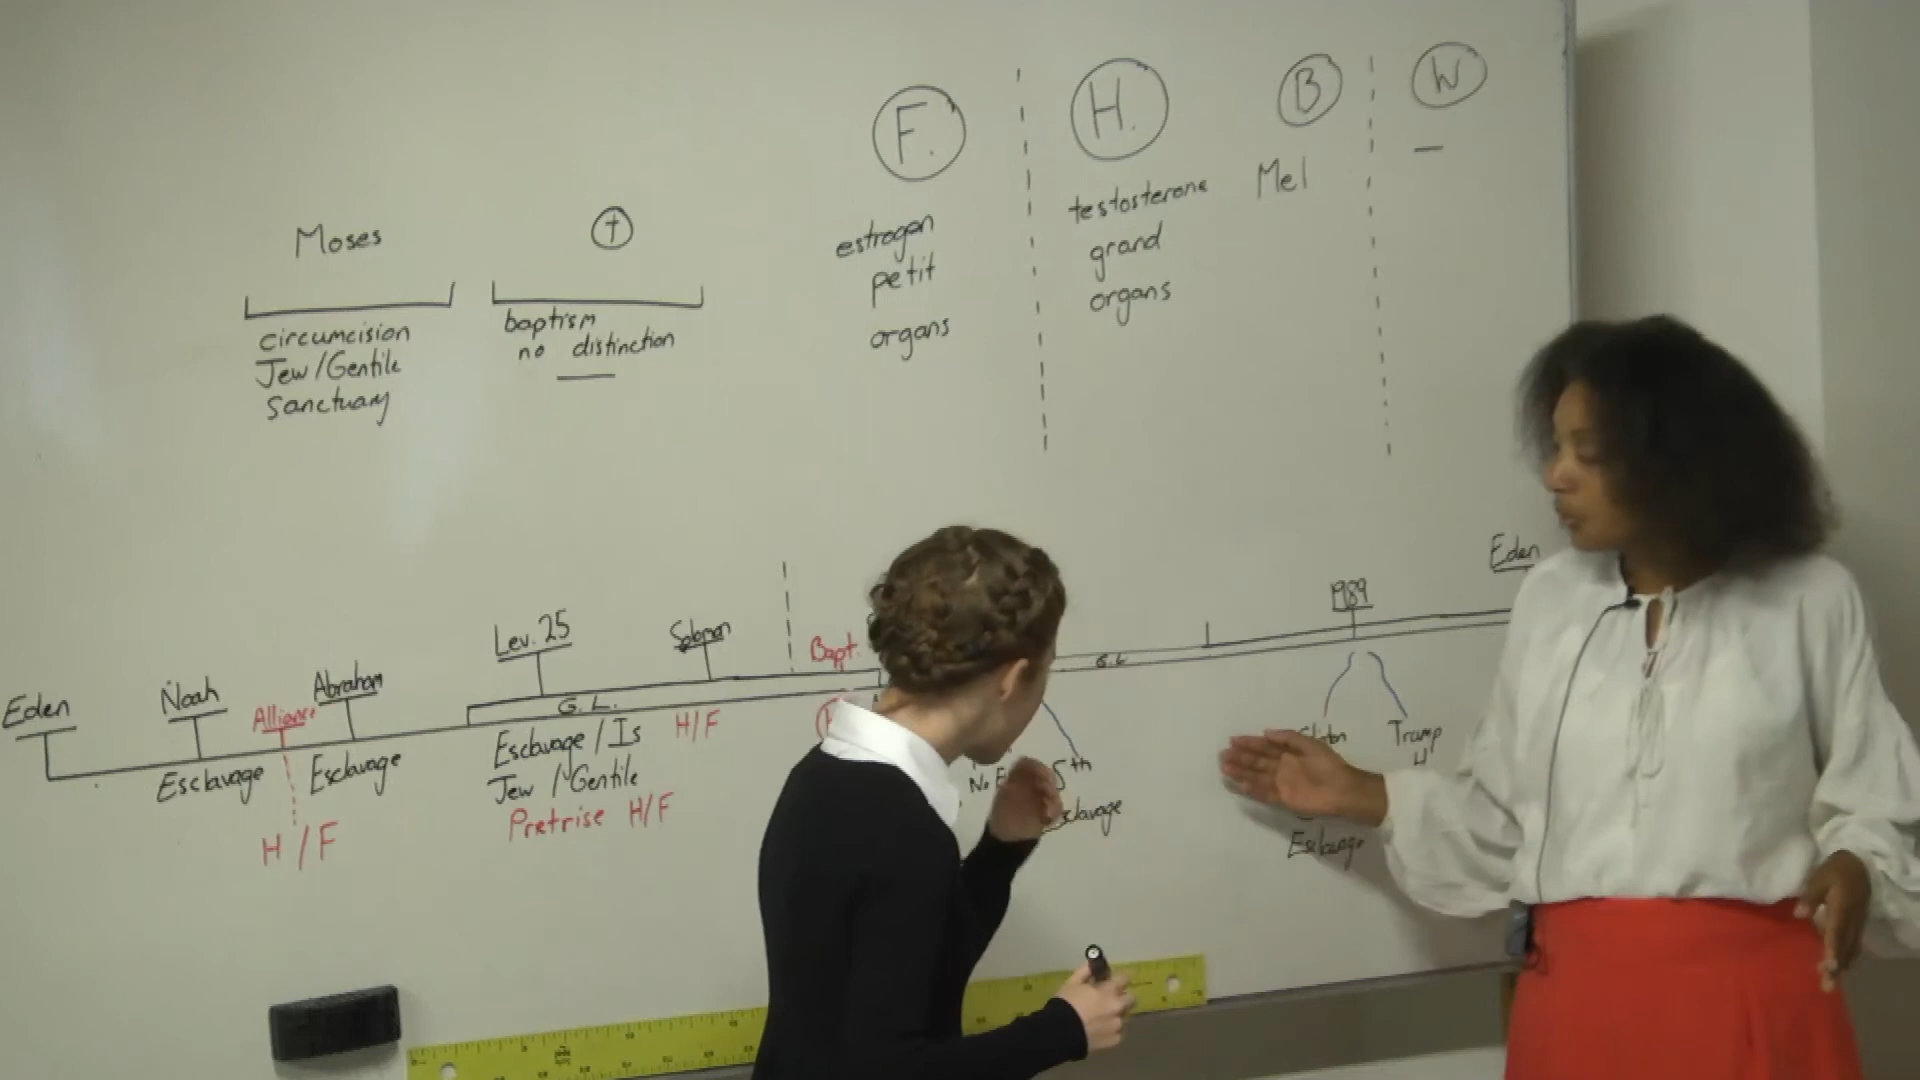 F.
H.
B
W
estrogen
petit
organs
testosterone
grand
organs
Mel
Moses
circumcision
Jew/Gentile
Sanctuary
baptism
no distinction
Eden
Noah
Alliance
Abraham
Lev. 25
Solomon
Bapt.
1989
Eden
G.L.
G.L
Esclavage
Esclavage
H/F
Esclavage/Is
Jew/Gentile
Pretrise H/F
H/F
5th
Trump
Esclavage